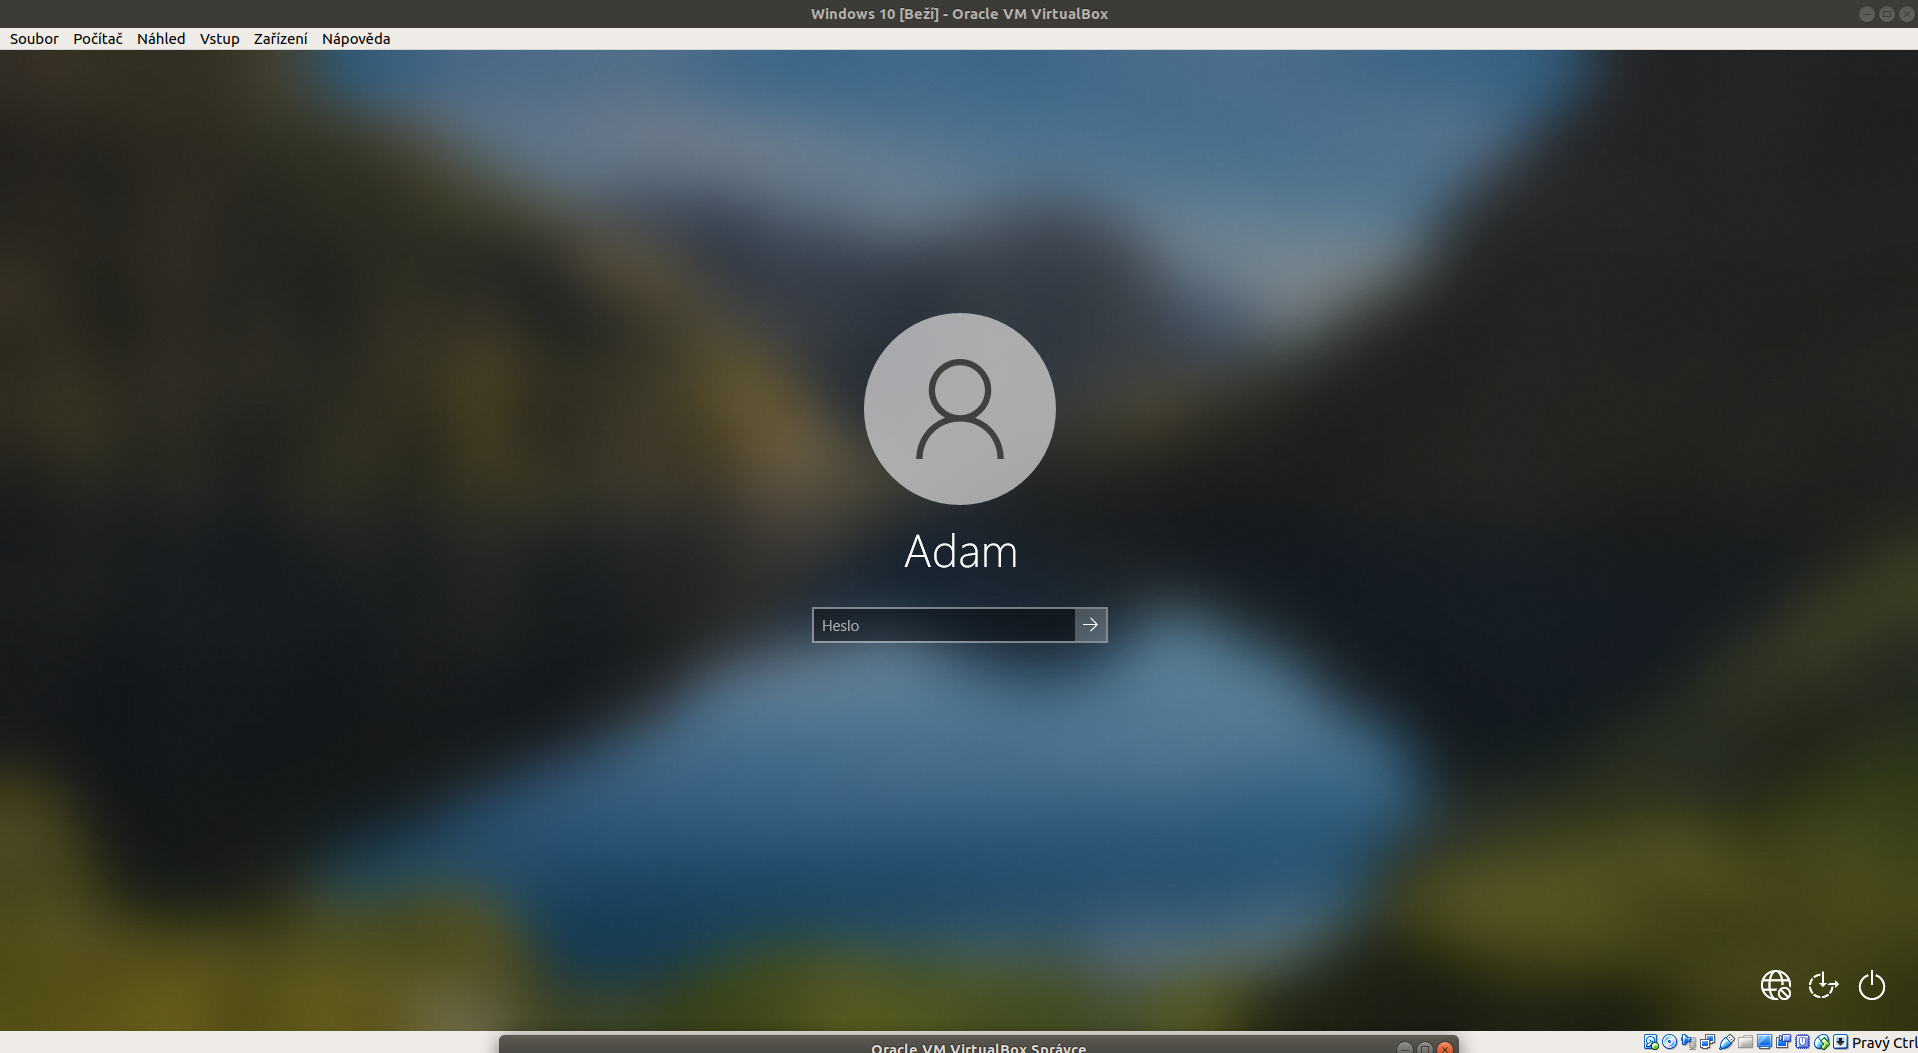 Windows 10 [Beží] - Oracle VM VirtualBox
Soubor Počítač Náhled Vstup Zařízení Nápověda
Adam
Heslo
Pravý Ctrl
Oracle VM VirtualBox Správce